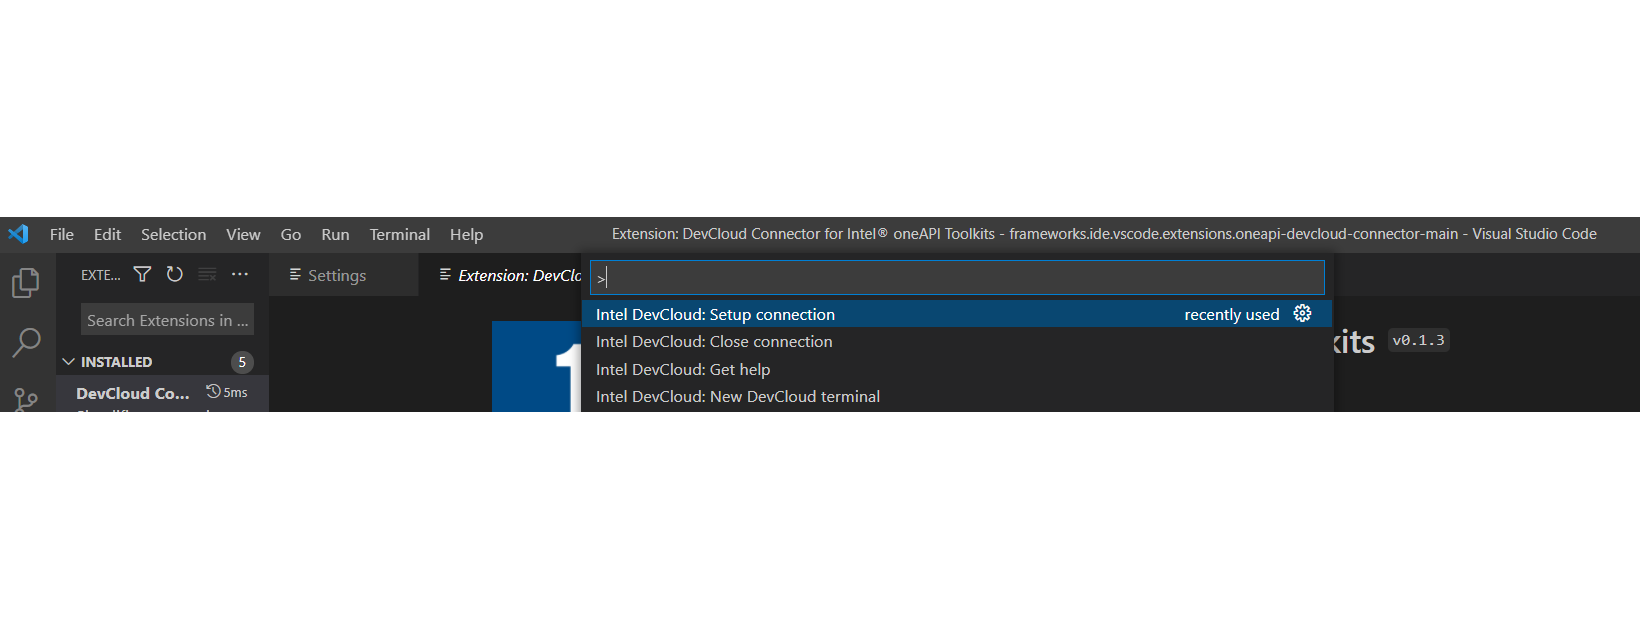 File Edit Selection View Go Run Terminal Help
Extension: DevCloud Connector for Intel® oneAPI Toolkits - frameworks.ide.vscode.extensions.oneapi-devcloud-connector-main - Visual Studio Code
EXTE...
Settings
Extension: DevClo
>
Search Extensions in ...
Intel DevCloud: Setup connection
recently used
Intel DevCloud: Close connection
kits v0.1.3
INSTALLED 5
Intel DevCloud: Get help
DevCloud Co... 5ms
Intel DevCloud: New DevCloud terminal
1